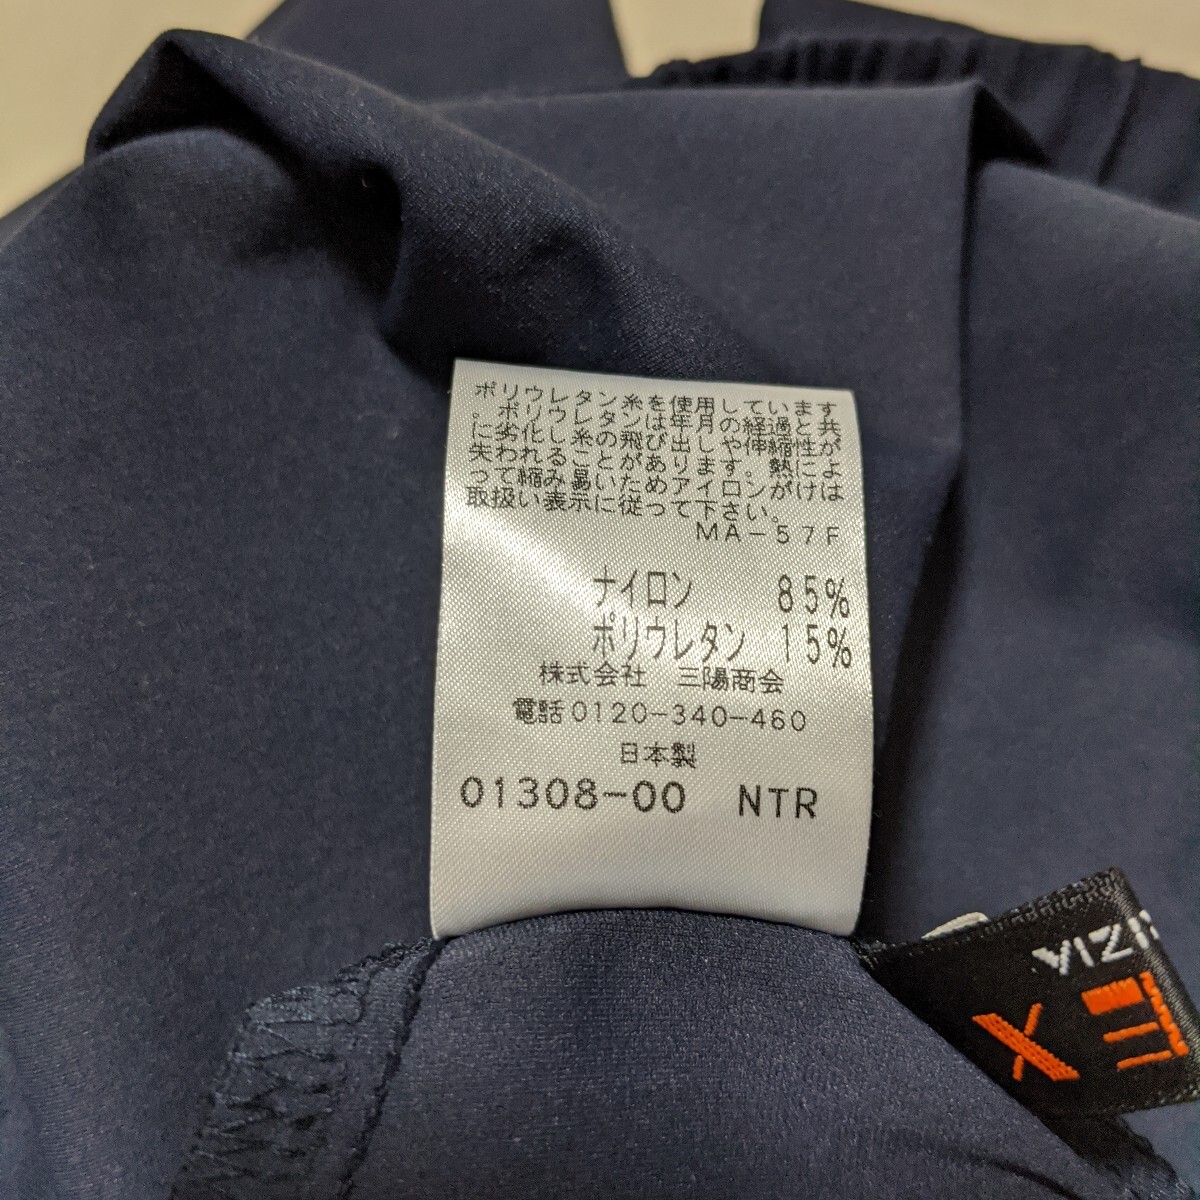 ポリウレタン糸を使用しています
。ポリウレタンは年月の経過と共
に劣化し糸の飛び出しや伸縮性が
失われることがあります。熱によ
って縮み易いためアイロンがけは
取扱い表示に従って下さい。
MA-57F
ナイロン 85%
ポリウレタン 15%
株式会社 三陽商会
電話0120-340-460
日本製
01308-00 NTR